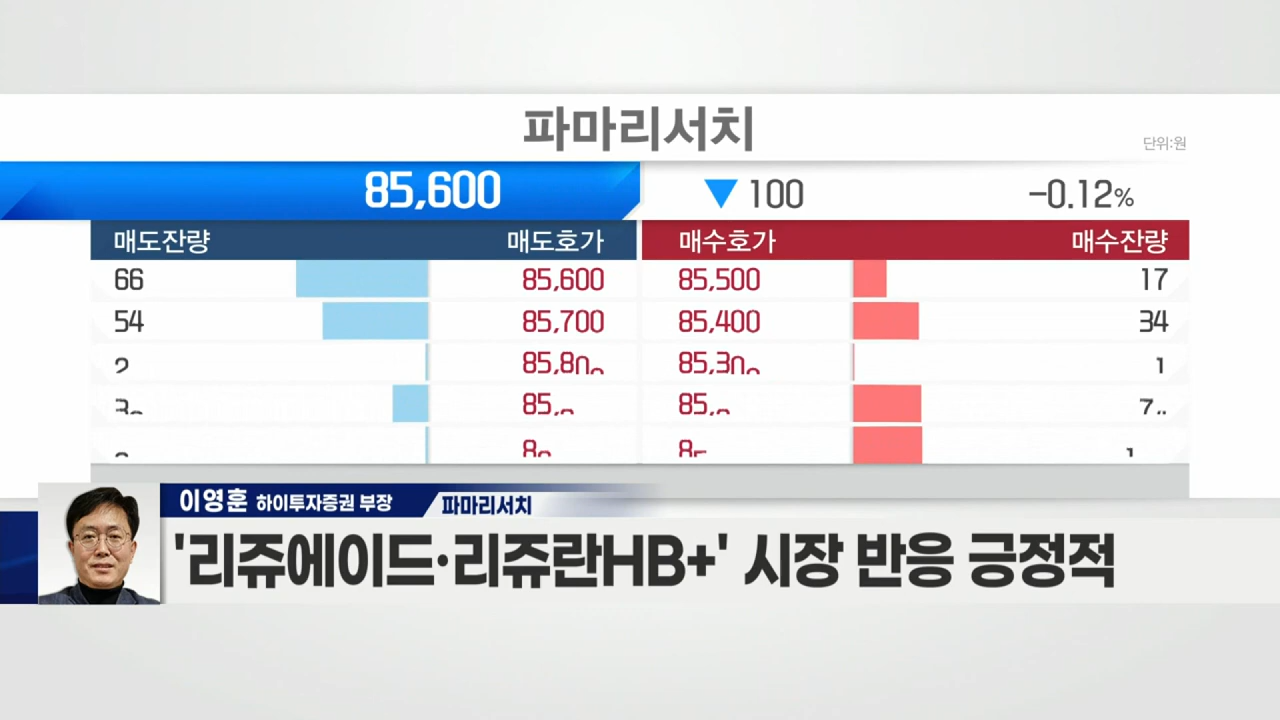 파마리서치
단위:원
85,600 ▼ 100 -0.12%
매도잔량 매도호가 매수호가 매수잔량
66 85,600 85,500 17
54 85,700 85,400 34
1
이영훈 하이투자증권 부장 파마리서치
'리쥬에이드·리쥬란HB+' 시장 반응 긍정적